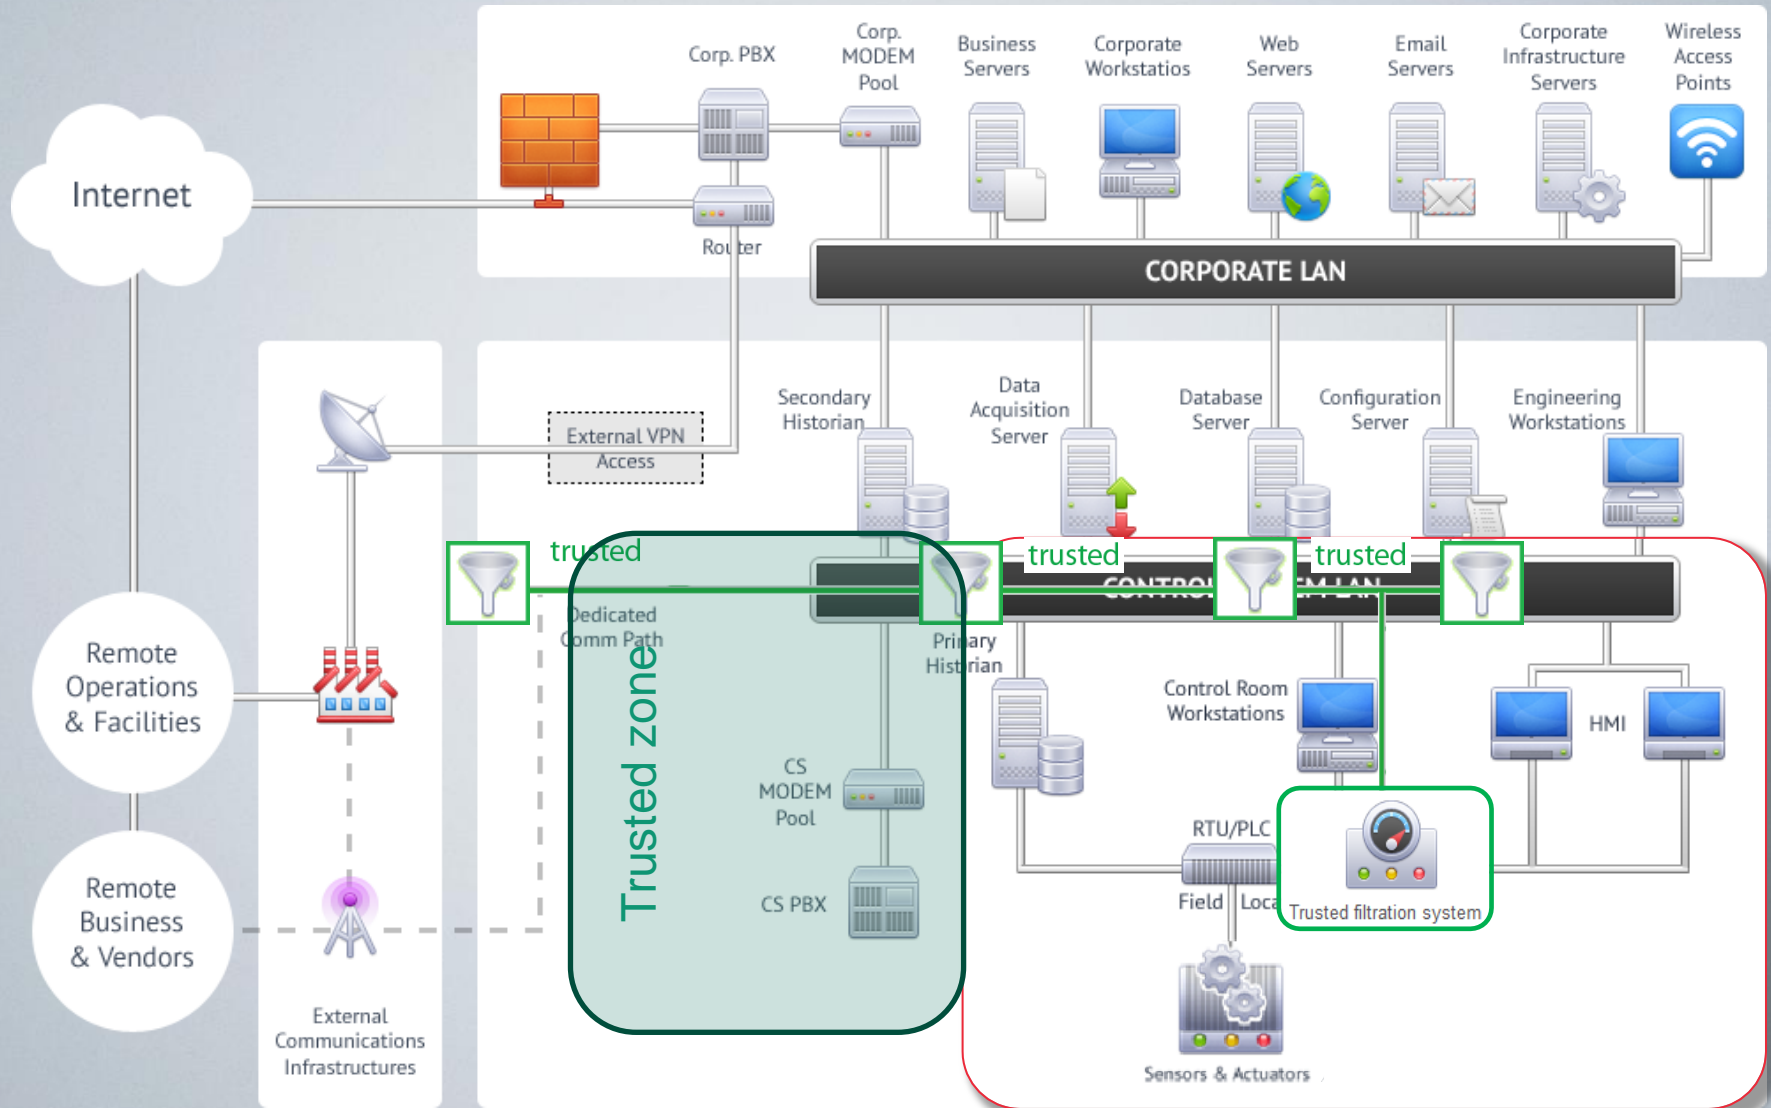 Corp. PBX
Corp.
MODEM
Pool
Business
Servers
Corporate
Workstatios
Web
Servers
Email
Servers
Corporate
Infrastructure
Servers
Wireless
Access
Points
Internet
Router
CORPORATE LAN
External VPN
Access
Secondary
Historian
Data
Acquisition
Server
Database
Server
Configuration
Server
Engineering
Workstations
trusted
trusted
trusted
Dedicated
Comm Path
Primary
Historian
Trusted zone
Remote
Operations
& Facilities
Control Room
Workstations
HMI
CS
MODEM
Pool
RTU/PLC
CS PBX
Field
Trusted filtration system
Remote
Business
& Vendors
External
Communications
Infrastructures
Sensors & Actuators